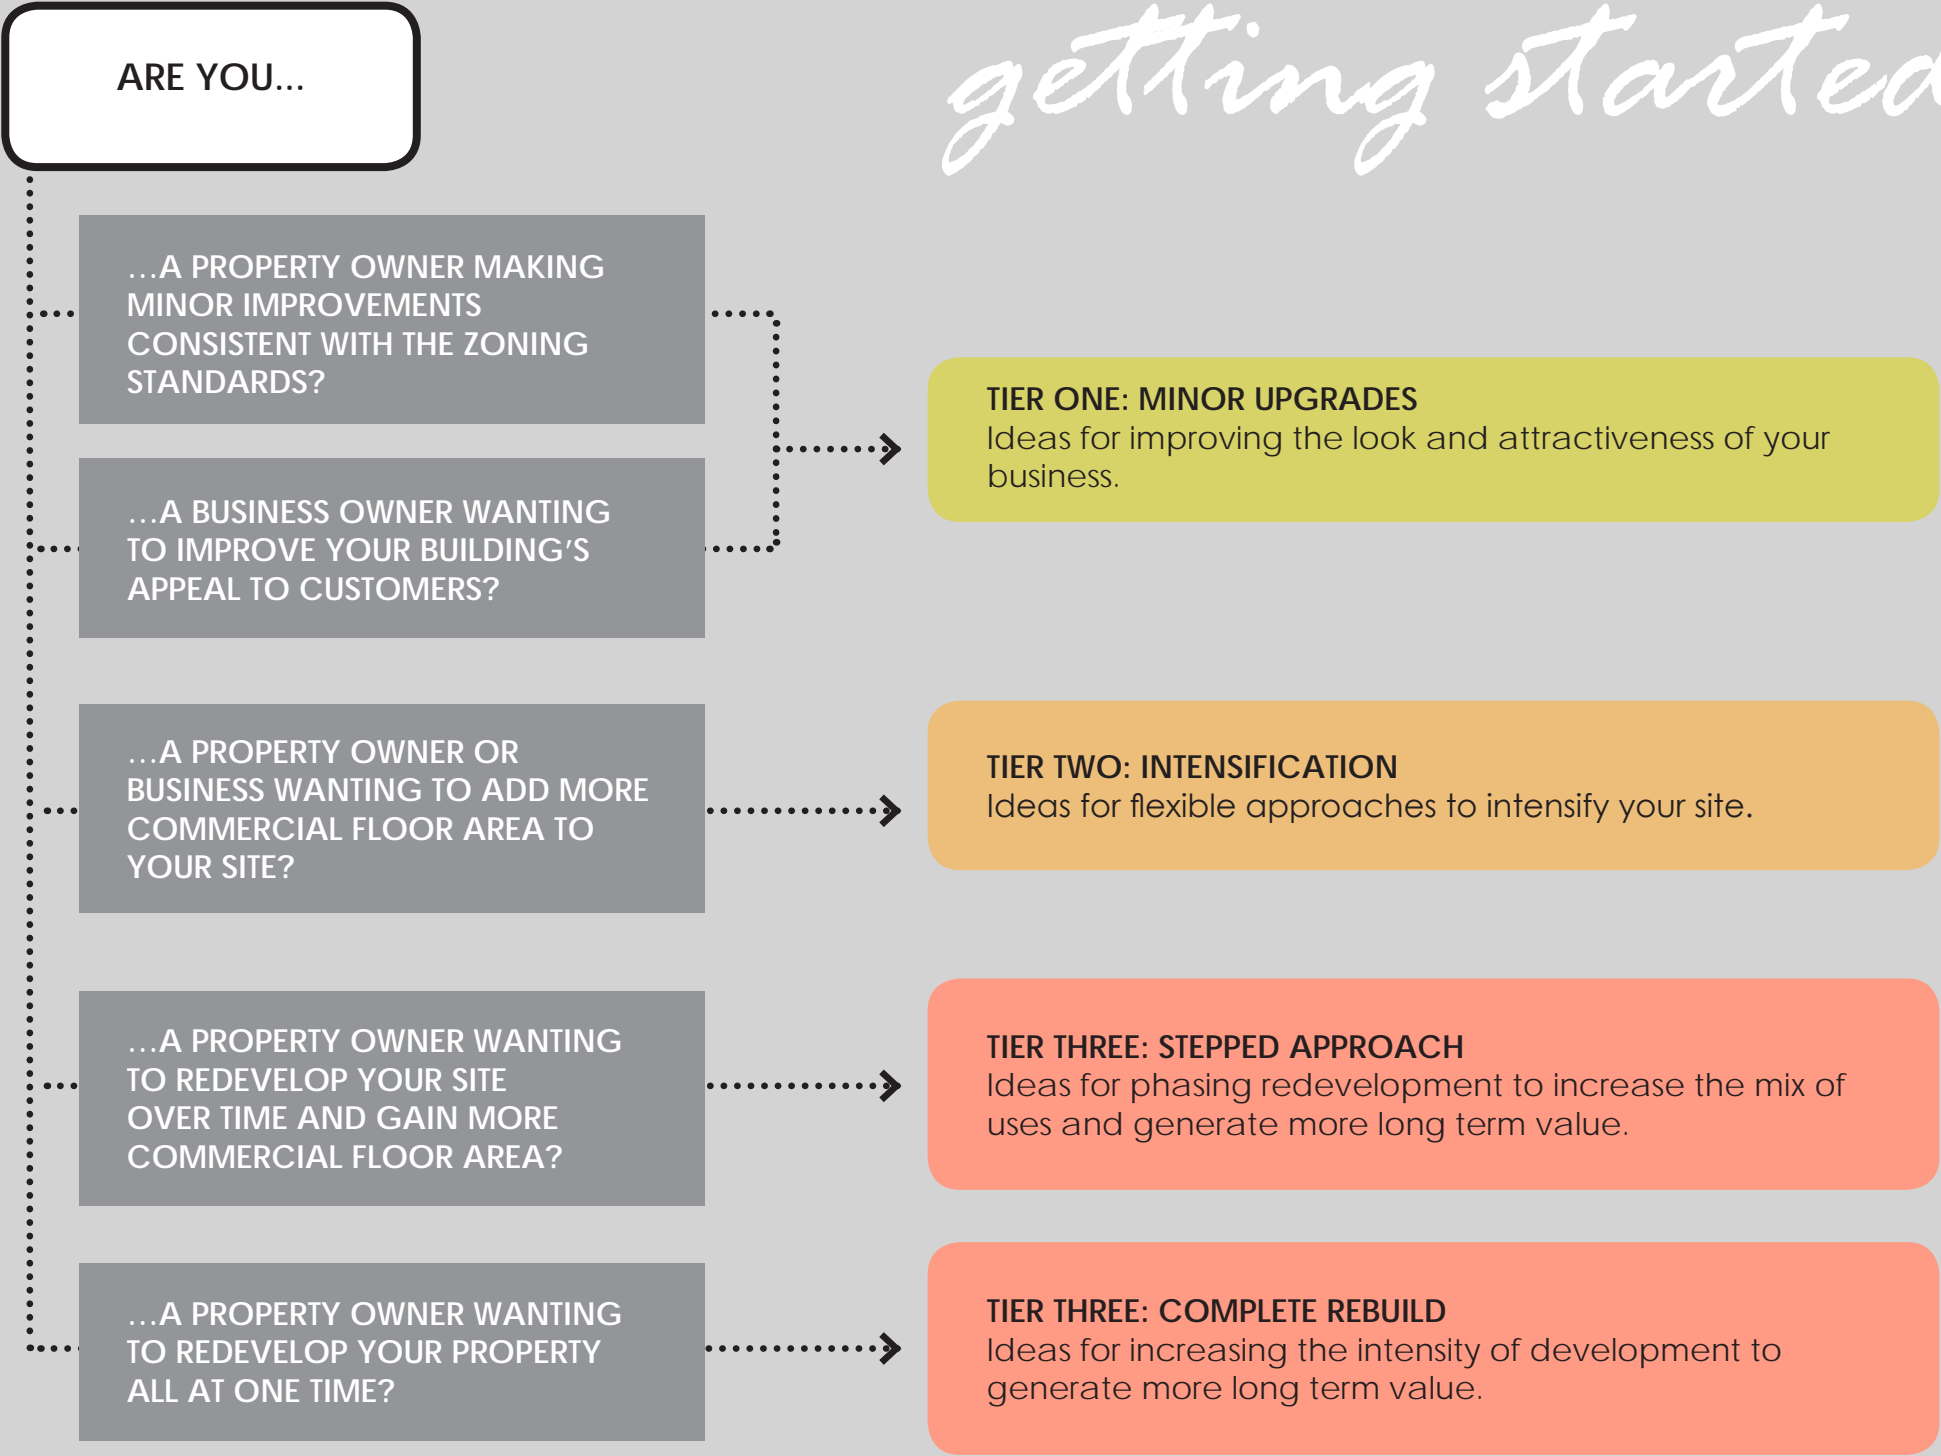 getting started
ARE YOU...
...A PROPERTY OWNER MAKING
MINOR IMPROVEMENTS
CONSISTENT WITH THE ZONING
STANDARDS?
...A BUSINESS OWNER WANTING
TO IMPROVE YOUR BUILDING’S
APPEAL TO CUSTOMERS?
TIER ONE: MINOR UPGRADES
Ideas for improving the look and attractiveness of your
business.
...A PROPERTY OWNER OR
BUSINESS WANTING TO ADD MORE
COMMERCIAL FLOOR AREA TO
YOUR SITE?
TIER TWO: INTENSIFICATION
Ideas for flexible approaches to intensify your site.
...A PROPERTY OWNER WANTING
TO REDEVELOP YOUR SITE
OVER TIME AND GAIN MORE
COMMERCIAL FLOOR AREA?
TIER THREE: STEPPED APPROACH
Ideas for phasing redevelopment to increase the mix of
uses and generate more long term value.
...A PROPERTY OWNER WANTING
TO REDEVELOP YOUR PROPERTY
ALL AT ONE TIME?
TIER THREE: COMPLETE REBUILD
Ideas for increasing the intensity of development to
generate more long term value.